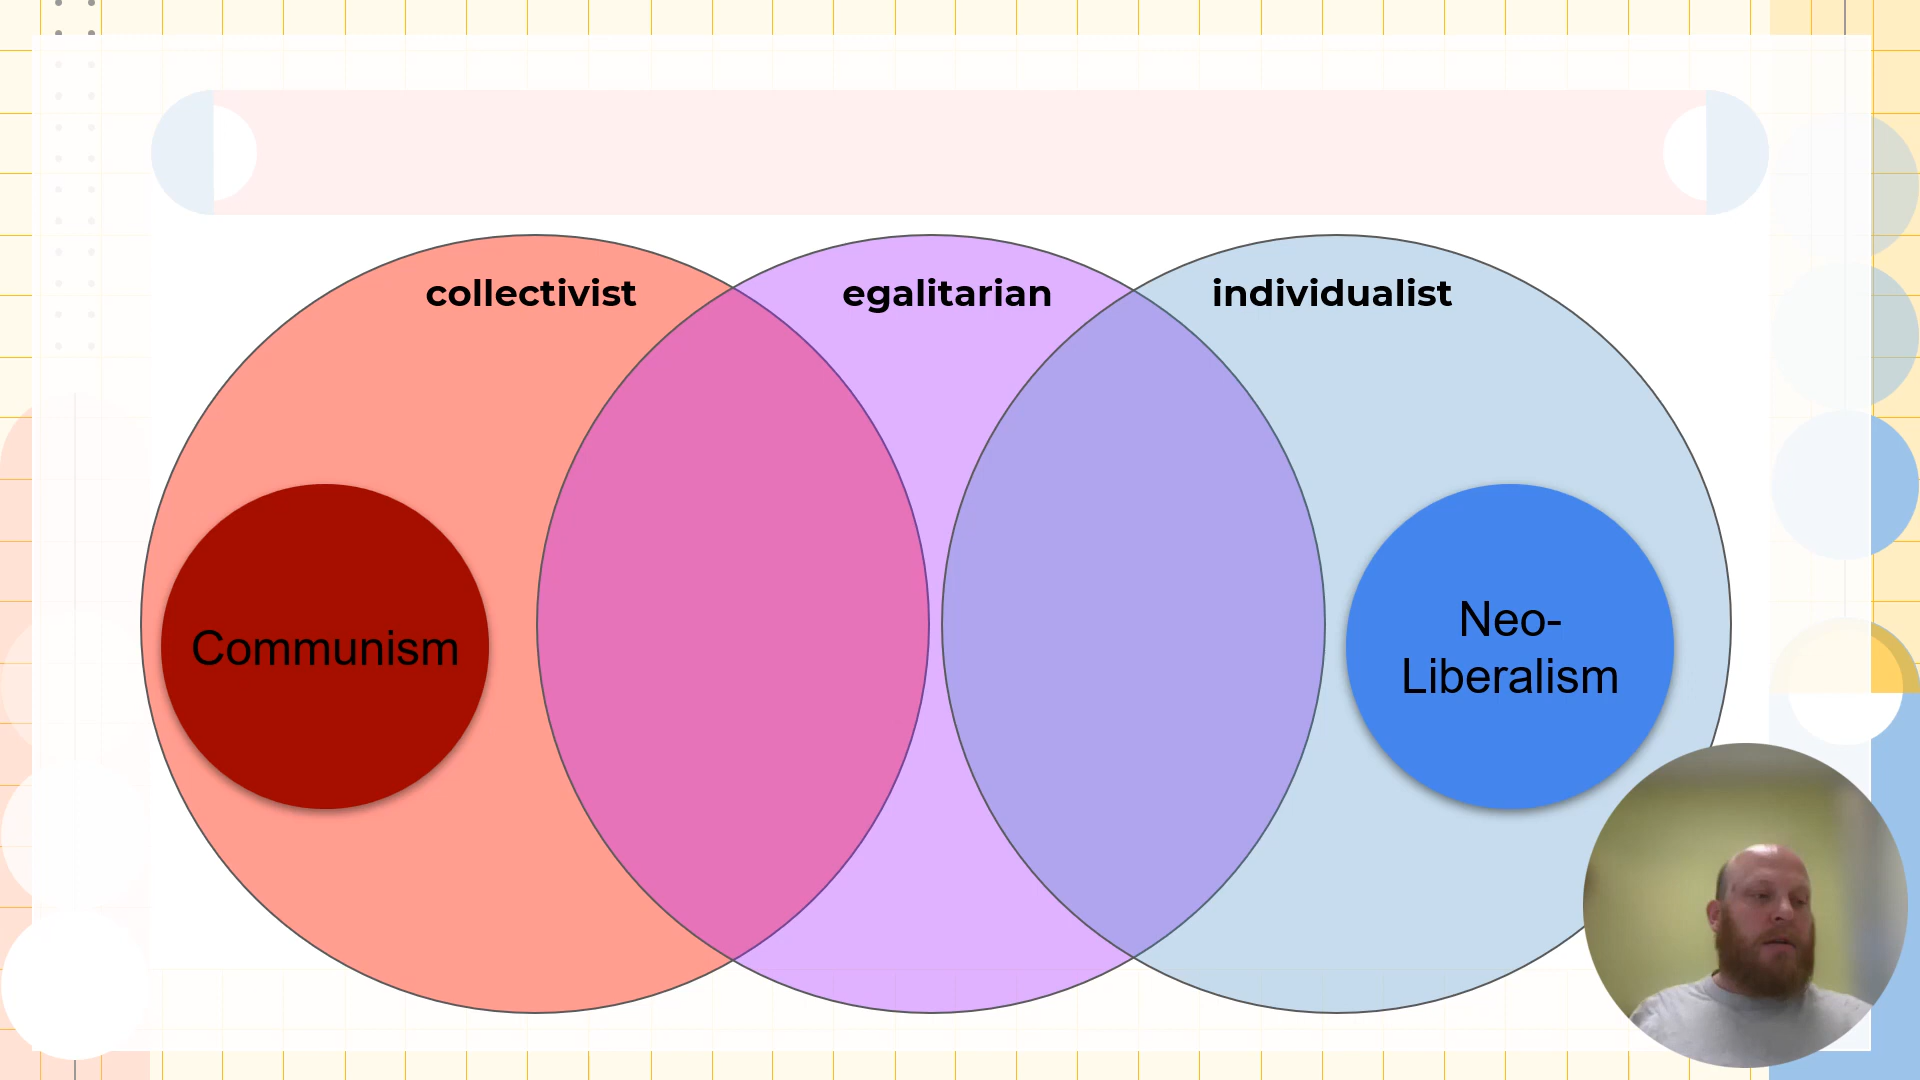 collectivist
egalitarian
individualist
Communism
Neo-
Liberalism